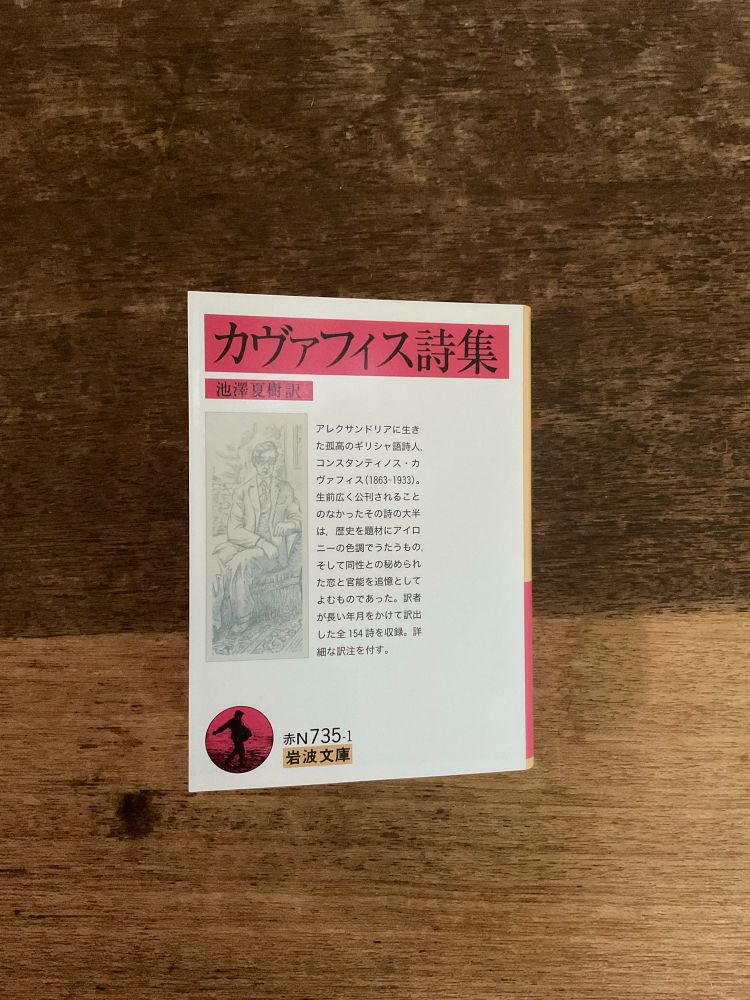 カヴァフィス詩集
池澤夏樹訳
アレクサンドリアに生き
た孤高のギリシャ語詩人,
コンスタンティノス・カ
ヴァフィス(1863-1933)。
生前広く公刊されること
のなかったその詩の大半
は, 歴史を題材にアイロ
ニーの色調でうたうもの,
そして同性との秘められ
た恋と官能を追憶として
よむものであった。訳者
が長い年月をかけて訳出
した全154詩を収録。詳
細な訳注を付す。
赤N735-1
岩波文庫